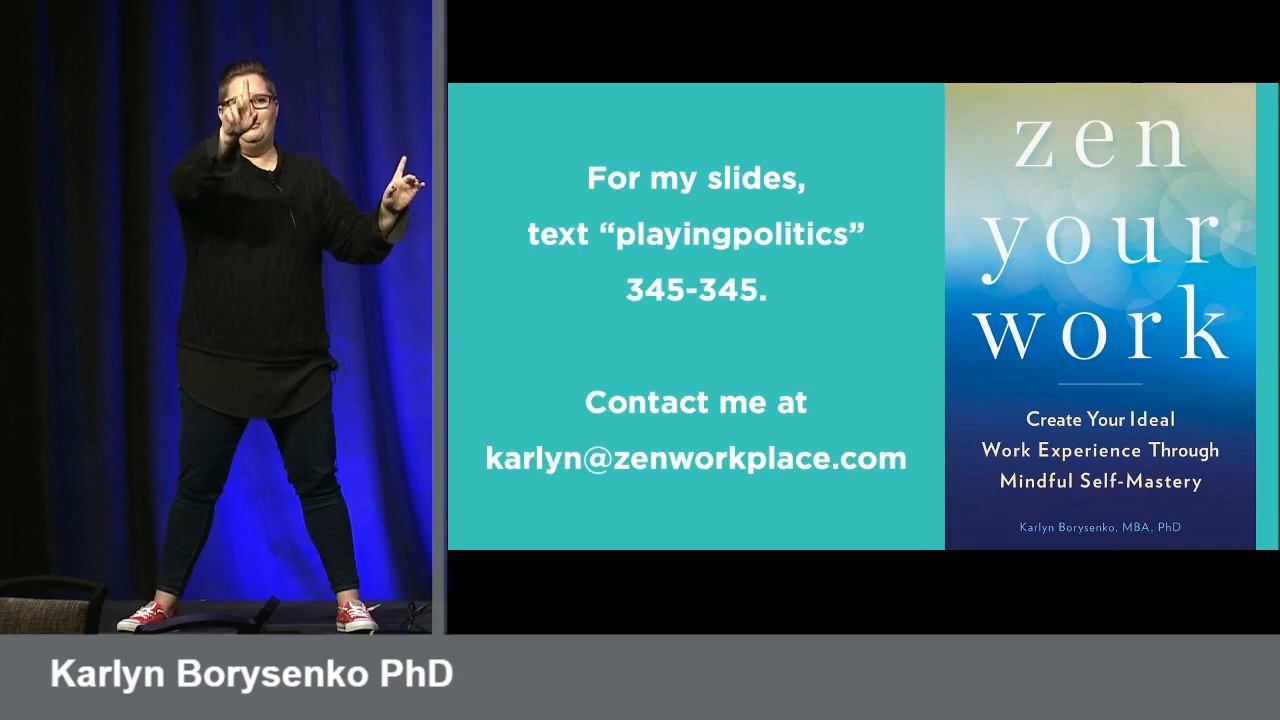 For my slides,
text “playingpolitics”
345-345.
Contact me at
karlyn@zenworkplace.com
zen
your
work
Create Your Ideal
Work Experience Through
Mindful Self-Mastery
Karlyn Borysenko, MBA, PhD
Karlyn Borysenko PhD